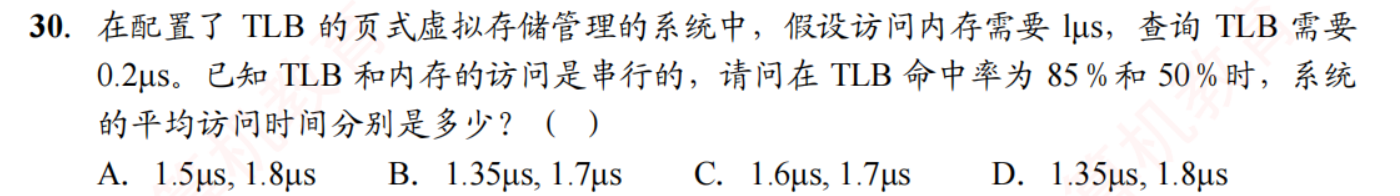 30. 在配置了 TLB 的页式虚拟存储管理的系统中，假设访问内存需要 1μs，查询 TLB 需要
0.2μs。已知 TLB 和内存的访问是串行的，请问在 TLB 命中率为 85%和 50%时，系统
的平均访问时间分别是多少？（ ）
A. 1.5μs, 1.8μs B. 1.35μs, 1.7μs C. 1.6μs, 1.7μs D. 1.35μs, 1.8μs